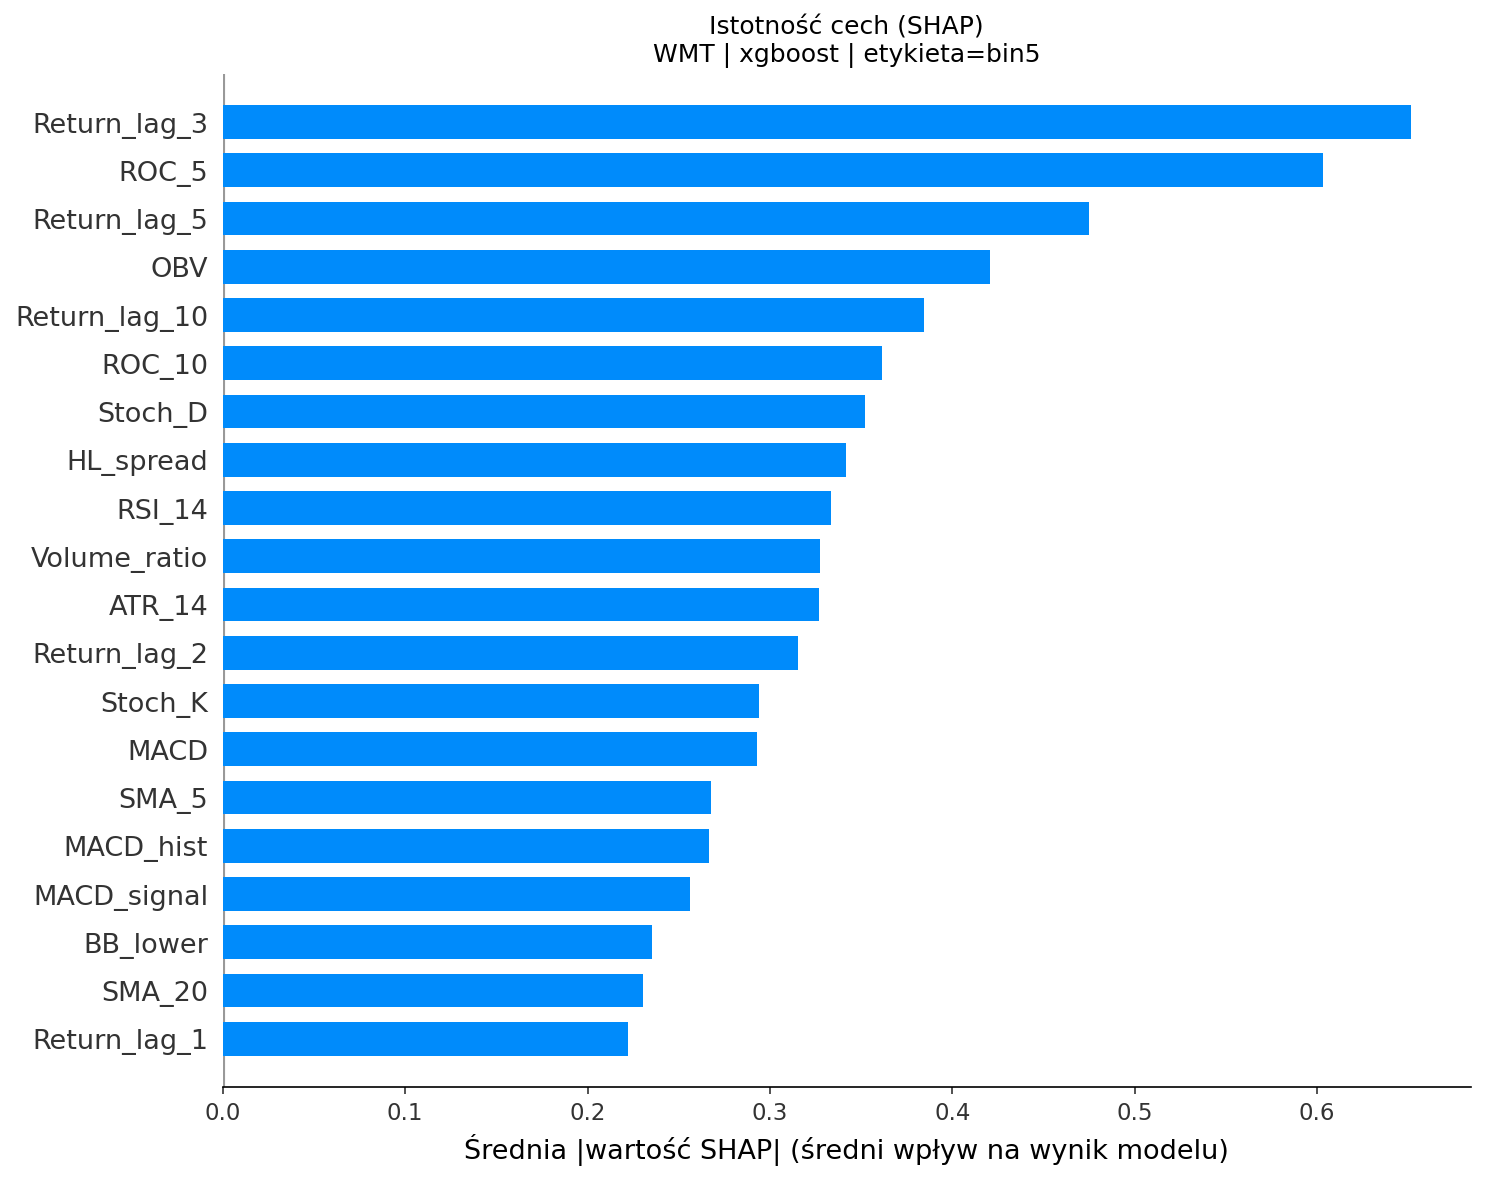 Istotność cech (SHAP)
WMT | xgboost | etykieta=bin5
Return_lag_3
ROC_5
Return_lag_5
OBV
Return_lag_10
ROC_10
Stoch_D
HL_spread
RSI_14
Volume_ratio
ATR_14
Return_lag_2
Stoch_K
MACD
SMA_5
MACD_hist
MACD_signal
BB_lower
SMA_20
Return_lag_1
0.0 0.1 0.2 0.3 0.4 0.5 0.6
Średnia |wartość SHAP| (średni wpływ na wynik modelu)